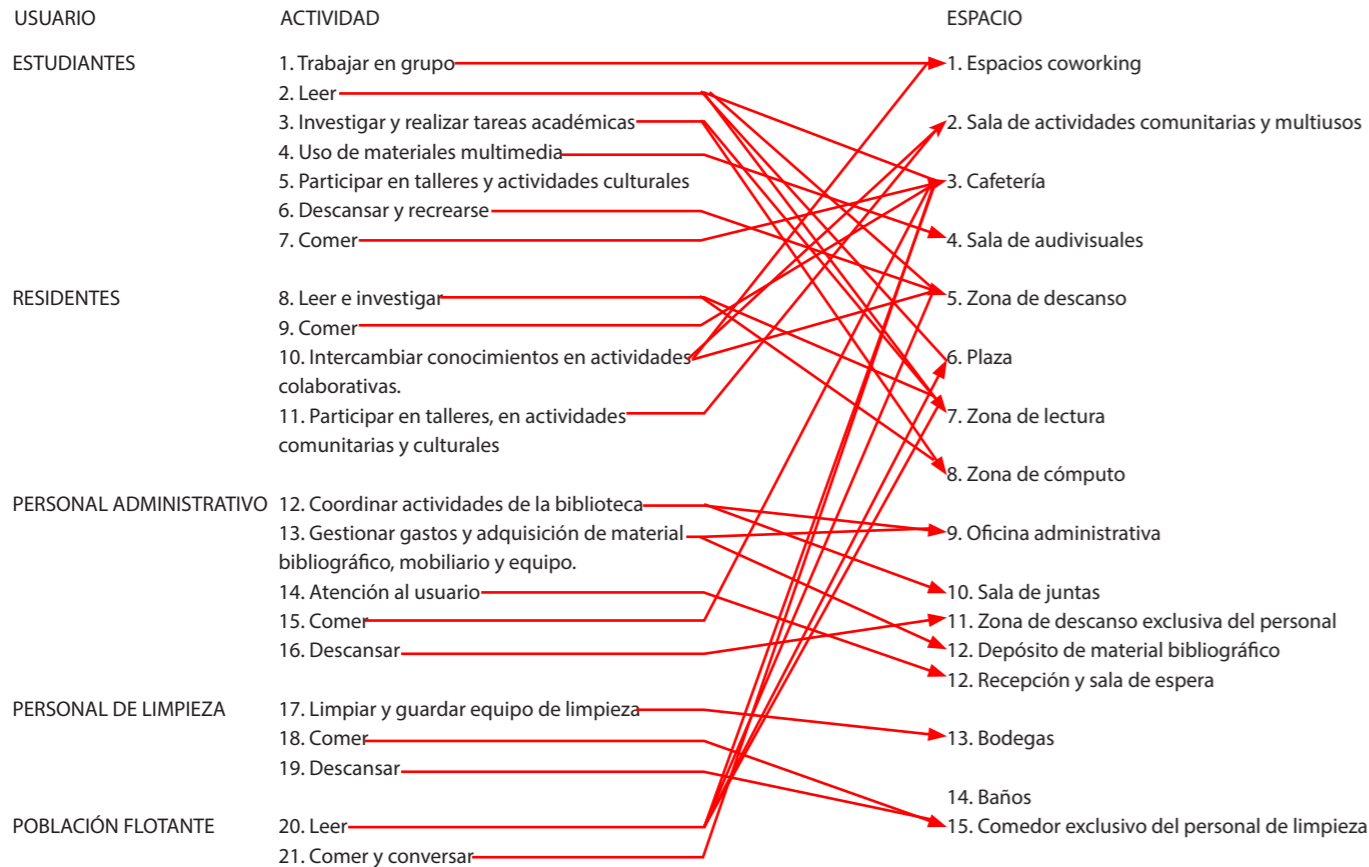 USUARIO
ACTIVIDAD
ESPACIO
ESTUDIANTES
1. Trabajar en grupo
2. Leer
3. Investigar y realizar tareas académicas
4. Uso de materiales multimedia
5. Participar en talleres y actividades culturales
6. Descansar y recrearse
7. Comer
RESIDENTES
8. Leer e investigar
9. Comer
10. Intercambiar conocimientos en actividades
colaborativas.
11. Participar en talleres, en actividades
comunitarias y culturales
PERSONAL ADMINISTRATIVO
12. Coordinar actividades de la biblioteca
13. Gestionar gastos y adquisición de material
bibliográfico, mobiliario y equipo.
14. Atención al usuario
15. Comer
16. Descansar
PERSONAL DE LIMPIEZA
17. Limpiar y guardar equipo de limpieza
18. Comer
19. Descansar
POBLACIÓN FLOTANTE
20. Leer
21. Comer y conversar
1. Espacios coworking
2. Sala de actividades comunitarias y multiusos
3. Cafetería
4. Sala de audivisuales
5. Zona de descanso
6. Plaza
7. Zona de lectura
8. Zona de cómputo
9. Oficina administrativa
10. Sala de juntas
11. Zona de descanso exclusiva del personal
12. Depósito de material bibliográfico
12. Recepción y sala de espera
13. Bodegas
14. Baños
15. Comedor exclusivo del personal de limpieza